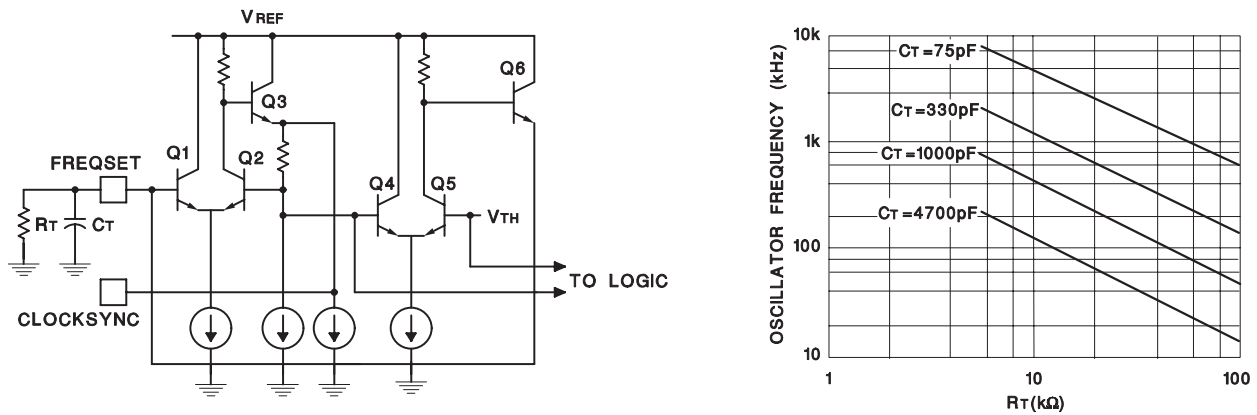 VREF
Q6
Q3
FREQSET
Q1
Q2
Q4
Q5
RT
CT
VTH
TO LOGIC
CLOCKSYNC
OSCILLATOR FREQUENCY (kHz)
10k
1k
100
10
CT=75pF
CT=330pF
CT=1000pF
CT=4700pF
1
10
100
RT(kΩ)